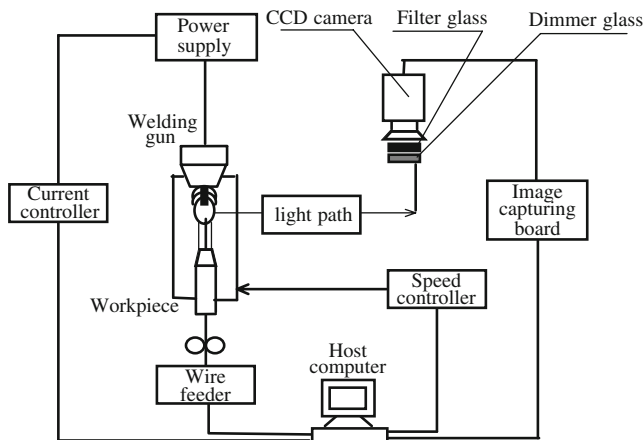 CCD camera
Filter glass
Dimmer glass
Power
supply
Welding
gun
Current
controller
light path
Image
capturing
board
Speed
controller
Workpiece
Host
computer
Wire
feeder